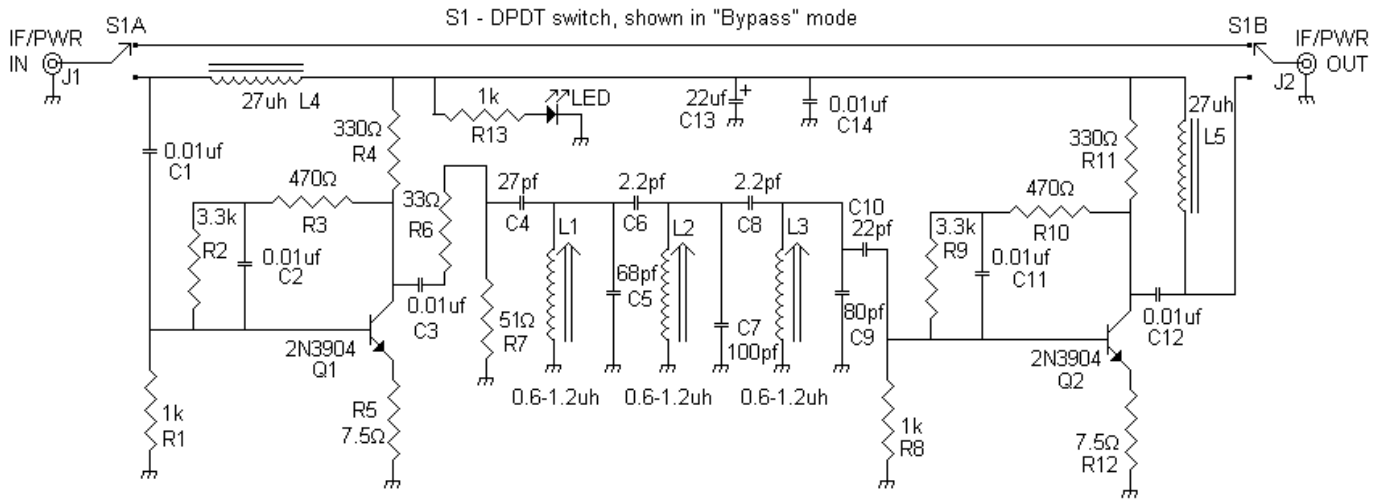 S1 - DPDT switch, shown in "Bypass" mode
IF/PWR
IN
J1
S1A
S1B
IF/PWR
OUT
J2
27uh L4
0.01uf
C1
330Ω
R4
1k
R13
LED
22uf
+
C13
0.01uf
C14
330Ω
R11
27uh
L5
470Ω
R3
3.3k
R2
0.01uf
C2
33Ω
R6
0.01uf
C3
27pf
C4
2.2pf
C6
2.2pf
C8
C10
22pf
L1
L2
L3
68pf
C5
C7
100pf
80pf
C9
51Ω
R7
470Ω
R10
3.3k
R9
0.01uf
C11
0.01uf
C12
2N3904
Q1
2N3904
Q2
0.6-1.2uh
0.6-1.2uh
0.6-1.2uh
1k
R1
R5
7.5Ω
1k
R8
7.5Ω
R12